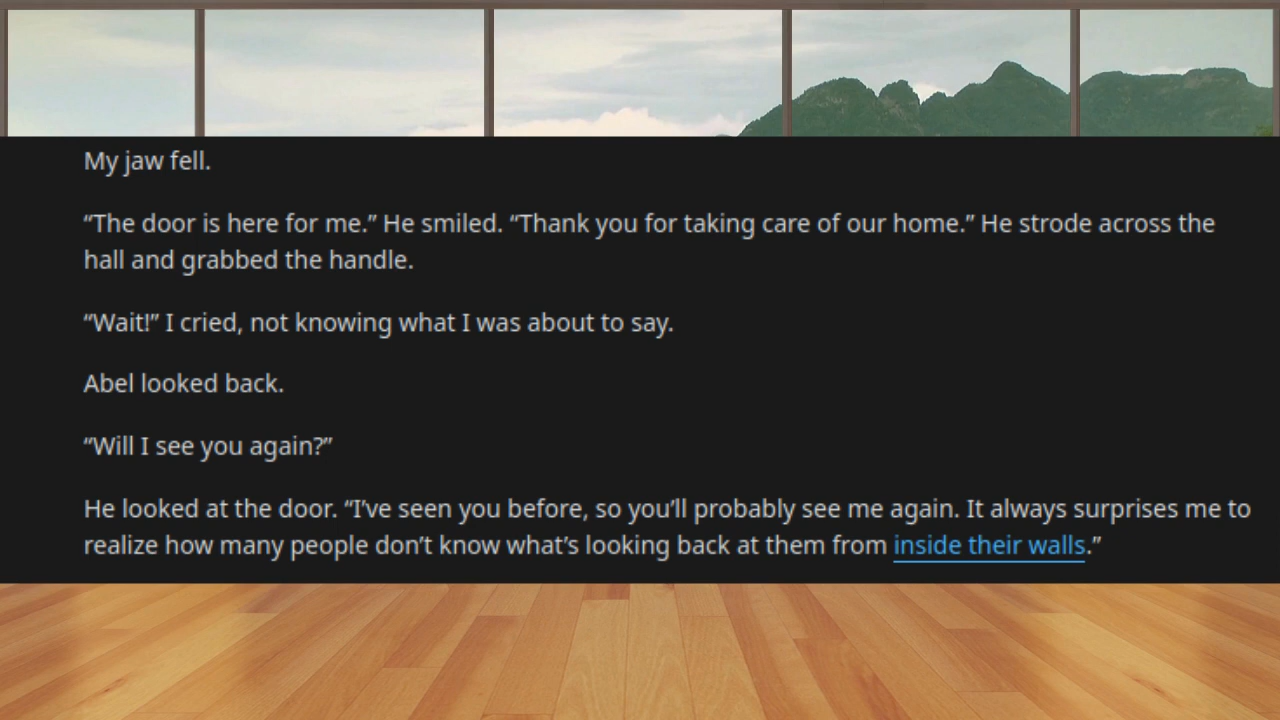 My jaw fell.
“The door is here for me.” He smiled. “Thank you for taking care of our home.” He strode across the
hall and grabbed the handle.
“Wait!” I cried, not knowing what I was about to say.
Abel looked back.
“Will I see you again?”
He looked at the door. “I’ve seen you before, so you’ll probably see me again. It always surprises me to
realize how many people don’t know what’s looking back at them from inside their walls.”